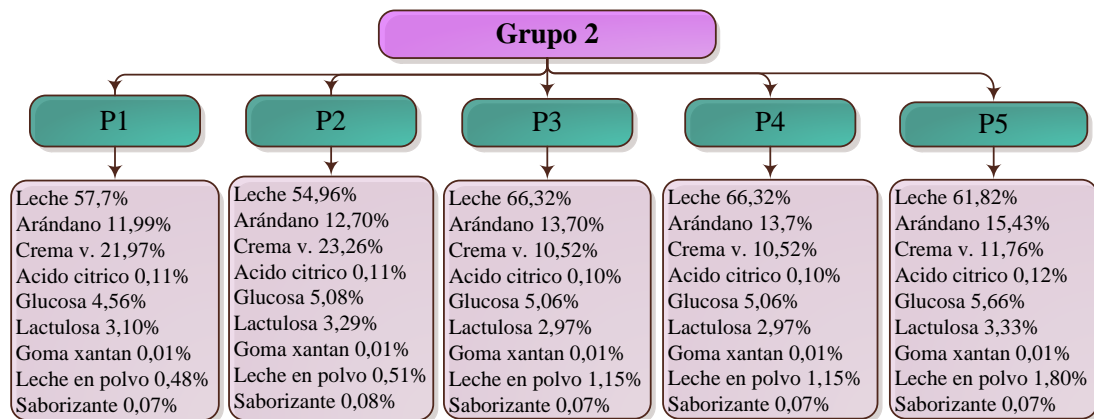 Grupo 2
P1
P2
P3
P4
P5
Leche 57,7%
Arándano 11,99%
Crema v. 21,97%
Acido citrico 0,11%
Glucosa 4,56%
Lactulosa 3,10%
Goma xantan 0,01%
Leche en polvo 0,48%
Saborizante 0,07%
Leche 54,96%
Arándano 12,70%
Crema v. 23,26%
Acido citrico 0,11%
Glucosa 5,08%
Lactulosa 3,29%
Goma xantan 0,01%
Leche en polvo 0,51%
Saborizante 0,08%
Leche 66,32%
Arándano 13,70%
Crema v. 10,52%
Acido citrico 0,10%
Glucosa 5,06%
Lactulosa 2,97%
Goma xantan 0,01%
Leche en polvo 1,15%
Saborizante 0,07%
Leche 66,32%
Arándano 13,7%
Crema v. 10,52%
Acido citrico 0,10%
Glucosa 5,06%
Lactulosa 2,97%
Goma xantan 0,01%
Leche en polvo 1,15%
Saborizante 0,07%
Leche 61,82%
Arándano 15,43%
Crema v. 11,76%
Acido citrico 0,12%
Glucosa 5,66%
Lactulosa 3,33%
Goma xantan 0,01%
Leche en polvo 1,80%
Saborizante 0,07%